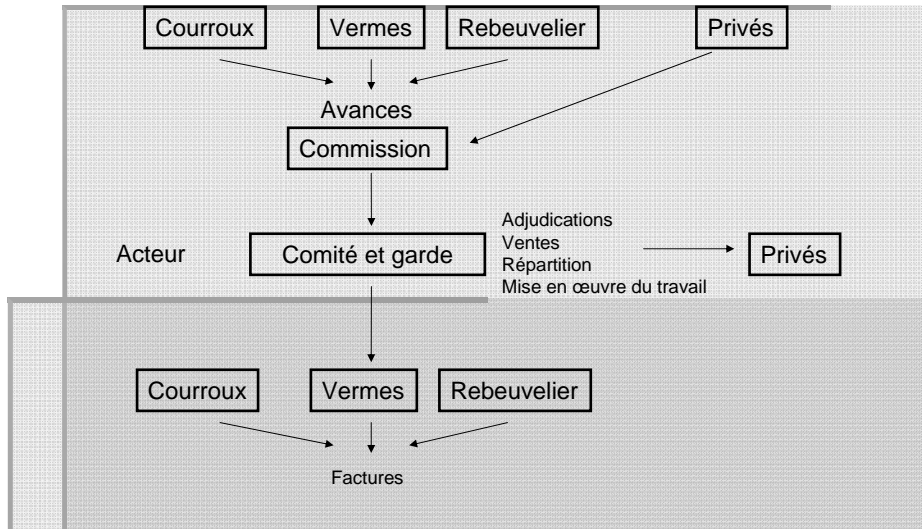 Courroux Vermes Rebeuvelier Privés
Avances
Commission
Adjudications
Ventes
Répartition
Mise en œuvre du travail
Acteur Comité et garde Privés
Courroux Vermes Rebeuvelier
Factures